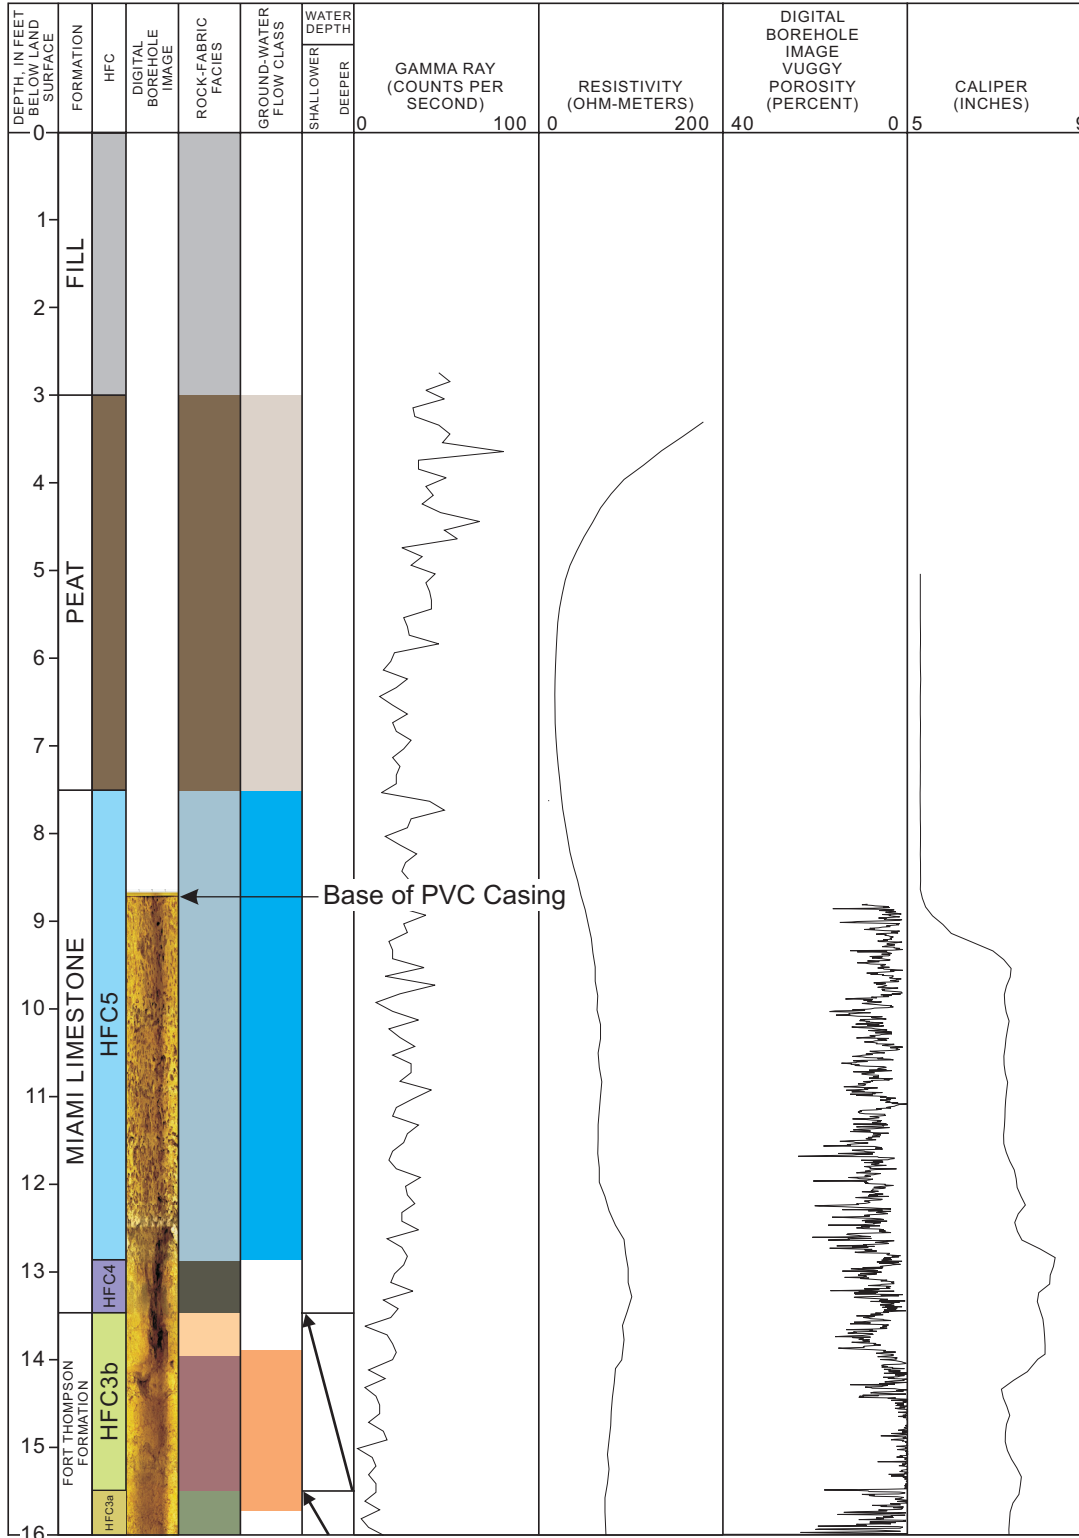 DEPTH, IN FEET
BELOW LAND
SURFACE
FORMATION
HFC
DIGITAL
BOREHOLE
IMAGE
ROCK-FABRIC
FACIES
GROUND-WATER
FLOW CLASS
WATER
DEPTH
SHALLOWER
DEEPER
GAMMA RAY
(COUNTS PER
SECOND)
0 100
RESISTIVITY
(OHM-METERS)
0 200
DIGITAL
BOREHOLE
IMAGE
VUGGY
POROSITY
(PERCENT)
40 0
CALIPER
(INCHES)
5 9
0
1
2
3
4
5
6
7
8
9
10
11
12
13
14
15
16
FILL
PEAT
MIAMI LIMESTONE
FORT THOMPSON
FORMATION
HFC5
HFC4
HFC3b
HFC3a
Base of PVC Casing